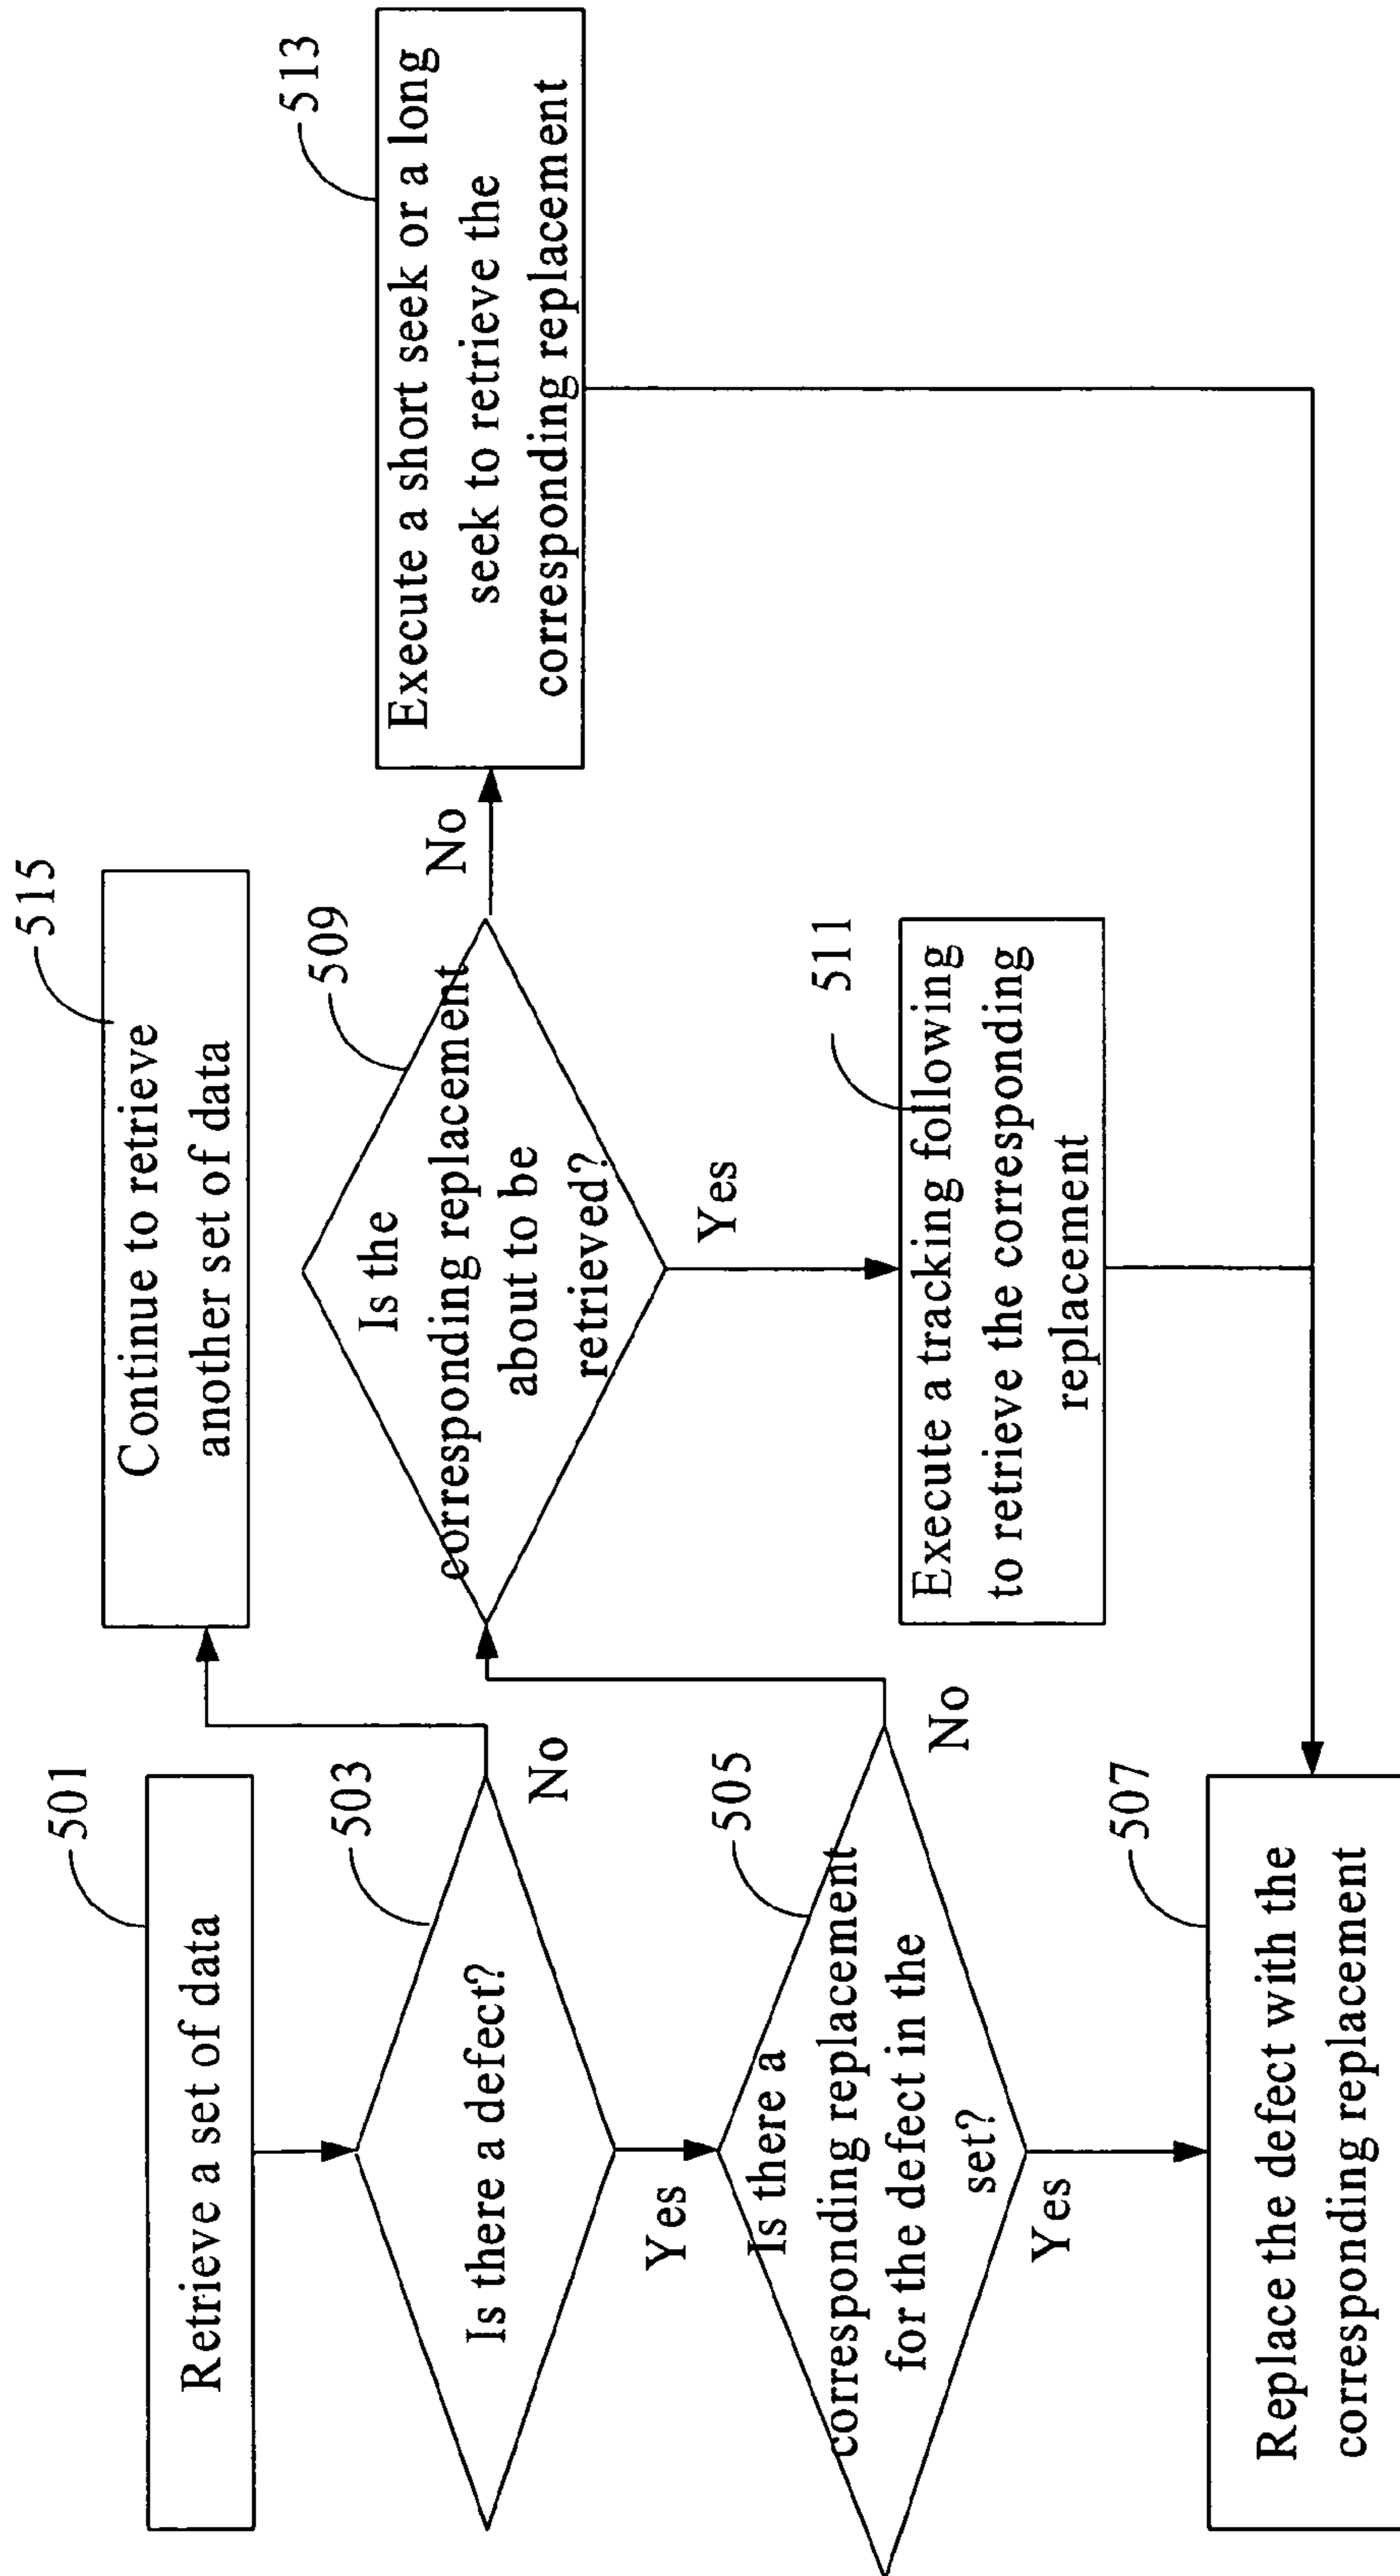 501
Retrieve a set of data
503
Is there a defect?
No
515
Continue to retrieve
another set of data
Yes
505
Is there a
corresponding replacement
for the defect in the
set?
No
509
Is the
corresponding replacement
about to be
retrieved?
No
513
Execute a short seek or a long
seek to retrieve the
corresponding replacement
Yes
511
Execute a tracking following
to retrieve the corresponding
replacement
Yes
507
Replace the defect with the
corresponding replacement